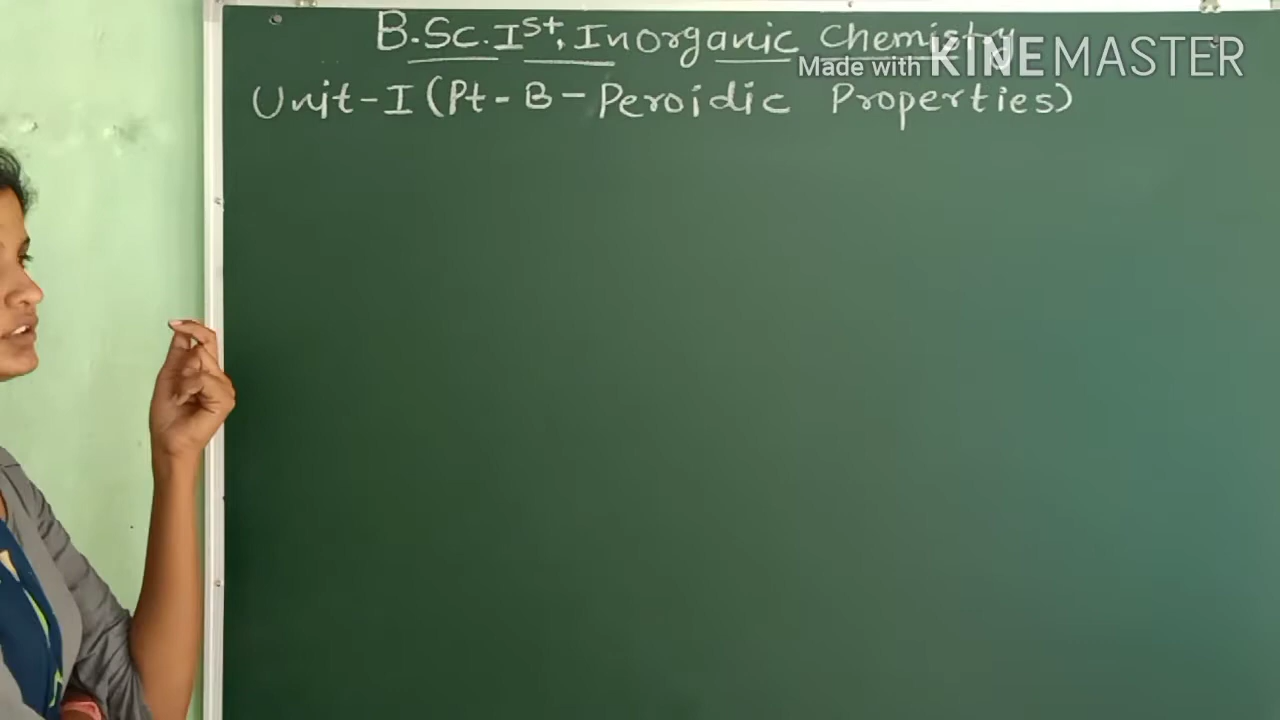 B.Sc. Ist, Inorganic Chemistry
Made with KINEMASTER
Unit-I (Pt-B-Peroidic Properties)